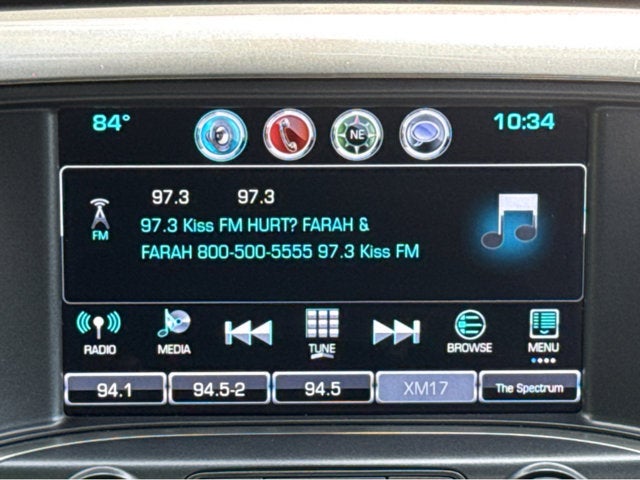 84° NE 10:34
97.3 97.3
FM 97.3 Kiss FM HURT? FARAH &
FARAH 800-500-5555 97.3 Kiss FM
RADIO MEDIA TUNE BROWSE MENU
94.1 94.5-2 94.5 XM17 The Spectrum